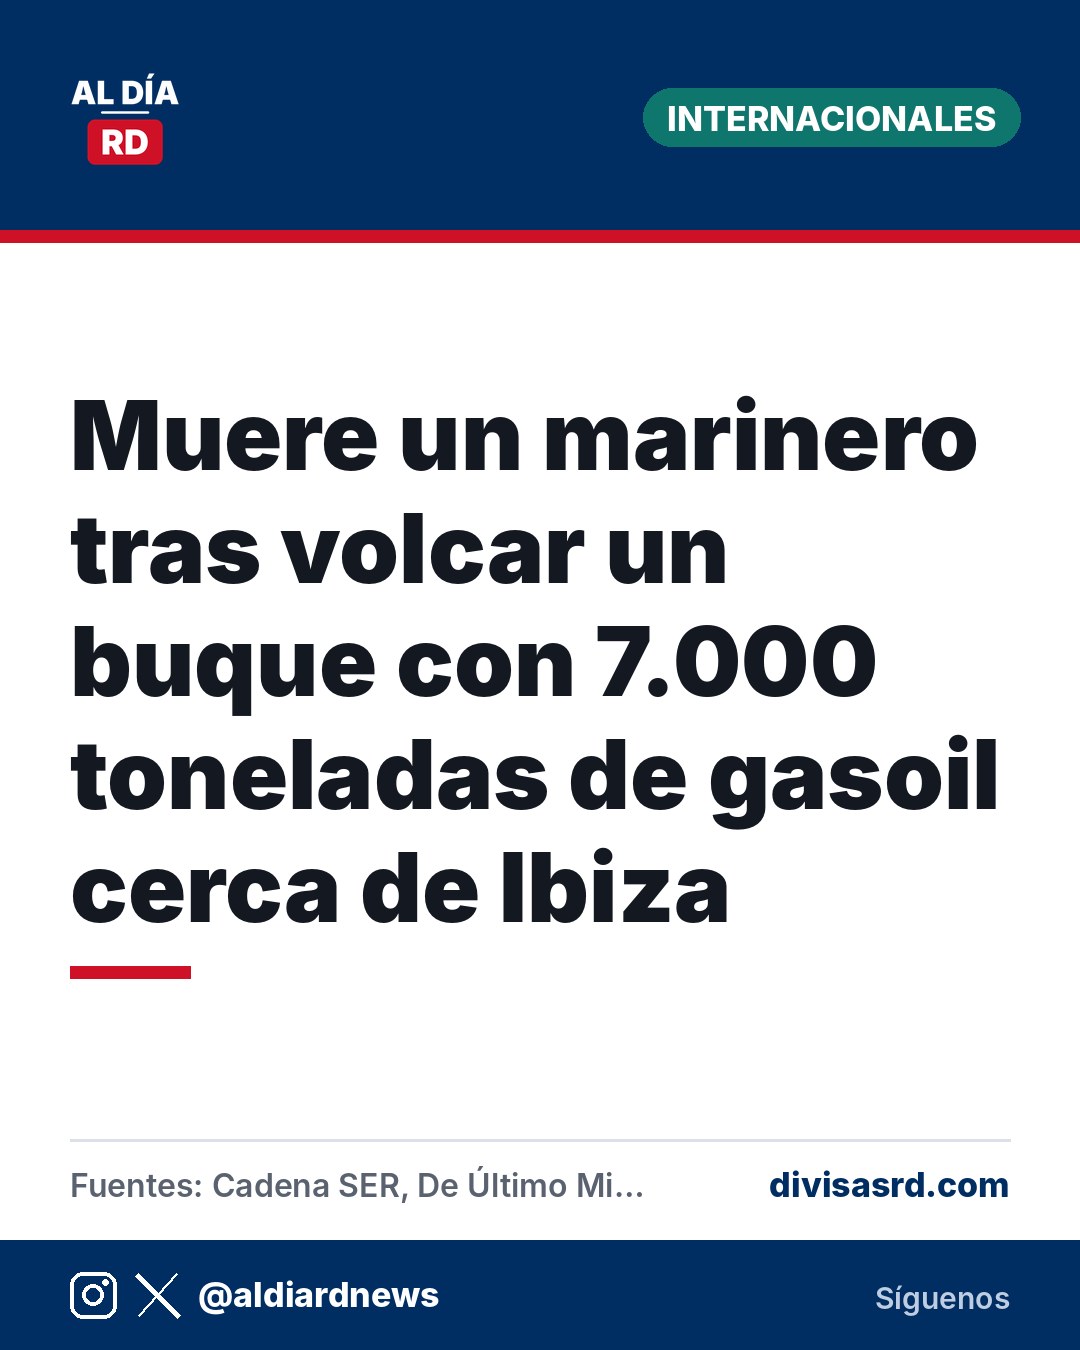 AL DÍA
RD
INTERNACIONALES
Muere un marinero
tras volcar un
buque con 7.000
toneladas de gasoil
cerca de Ibiza
Fuentes: Cadena SER, De Último Mi...
divisasrd.com
@aldiardnews
Síguenos